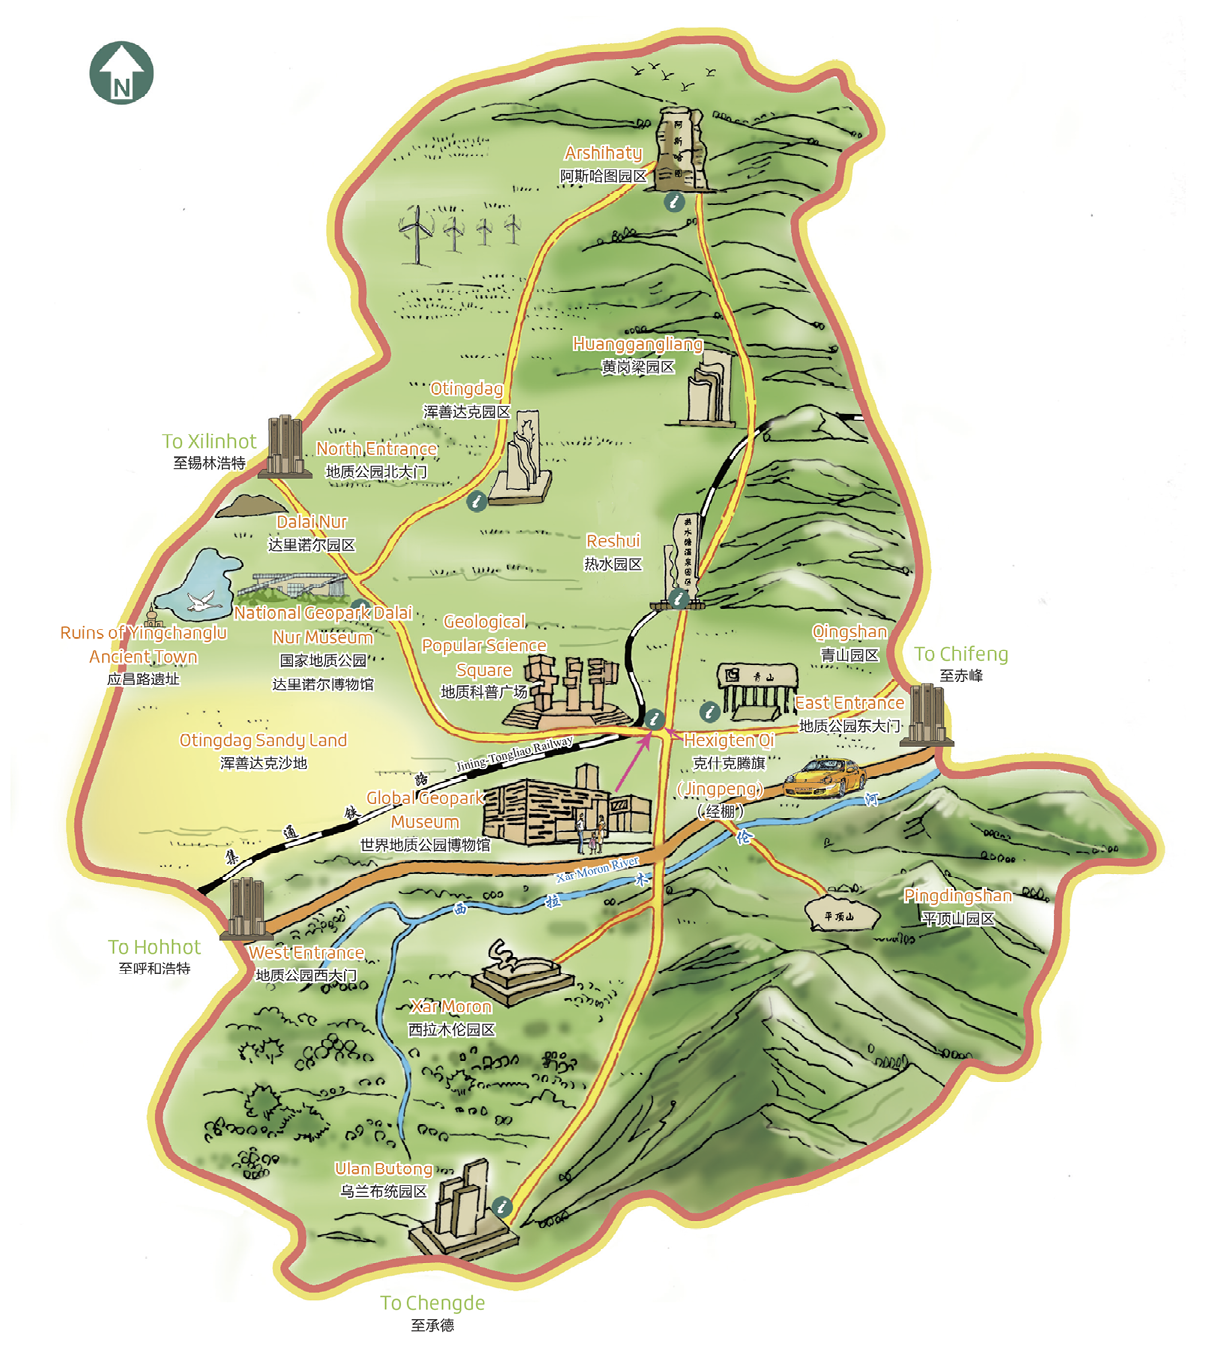 N
阿
斯
哈
图
Arshihaty
阿斯哈图园区
Huanggangliang
黄岗梁园区
Otingdag
浑善达克园区
To Xilinhot
至锡林浩特
North Entrance
地质公园北大门
Dalai Nur
达里诺尔园区
Reshui
热水园区
National Geopark Dalai
Nur Museum
国家地质公园
达里诺尔博物馆
Ruins of Yingchanglu
Ancient Town
应昌路遗址
Geological
Popular Science
Square
地质科普广场
Qingshan
青山园区
青山
To Chifeng
至赤峰
East Entrance
地质公园东大门
Otingdag Sandy Land
浑善达克沙地
Jining-Tongliao Railway
集 通 铁 路
Hexigten Qi
克什克腾旗
(Jingpeng)
(经棚)
Global Geopark
Museum
世界地质公园博物馆
Xar Moron River
西 拉 木 伦 河
Pingdingshan
平顶山园区
平顶山
To Hohhot
至呼和浩特
West Entrance
地质公园西大门
Xar Moron
西拉木伦园区
Ulan Butong
乌兰布统园区
To Chengde
至承德
i
i
i
i
i
i